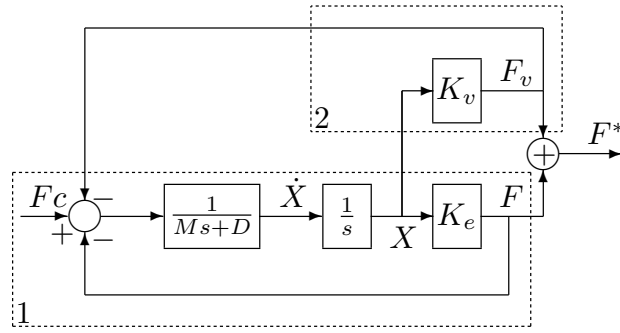 F_v
K_v
2
F*
Fc
−
Ẋ
F
+
1/(Ms+D)
1/s
K_e
+
−
X
1